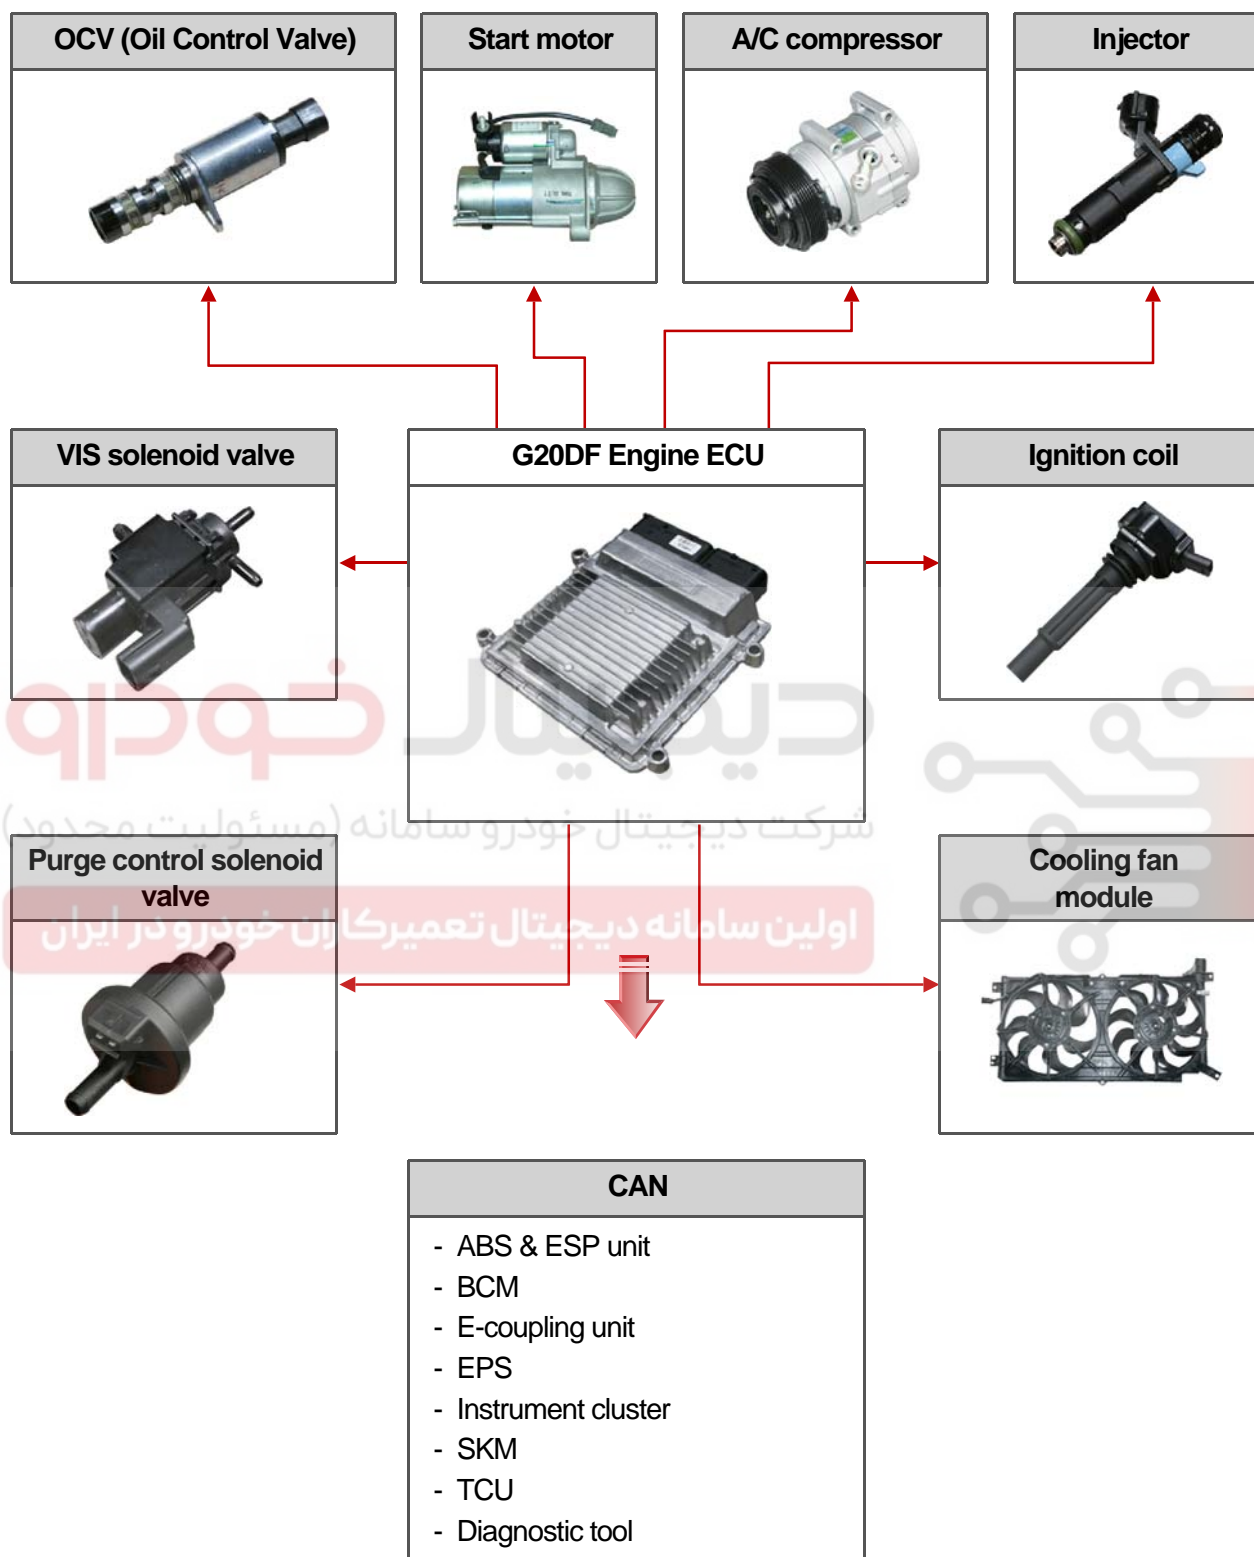 OCV (Oil Control Valve)
Start motor
A/C compressor
Injector
VIS solenoid valve
G20DF Engine ECU
Ignition coil
دیجیتال خودرو
شرکت دیجیتال خودرو سامانه (مسئولیت محدود)
Purge control solenoid
valve
Cooling fan
module
اولین سامانه دیجیتال تعمیرکاران خودرو در ایران
CAN
- ABS & ESP unit
- BCM
- E-coupling unit
- EPS
- Instrument cluster
- SKM
- TCU
- Diagnostic tool